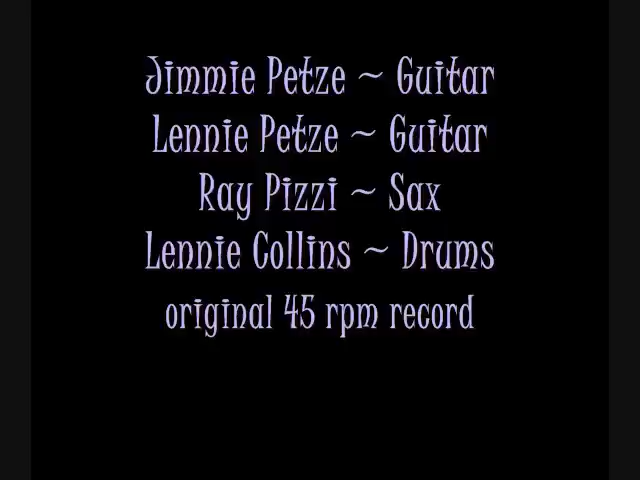 Jimmie Petze ~ Guitar
Lennie Petze ~ Guitar
Ray Pizzi ~ Sax
Lennie Collins ~ Drums
original 45 rpm record